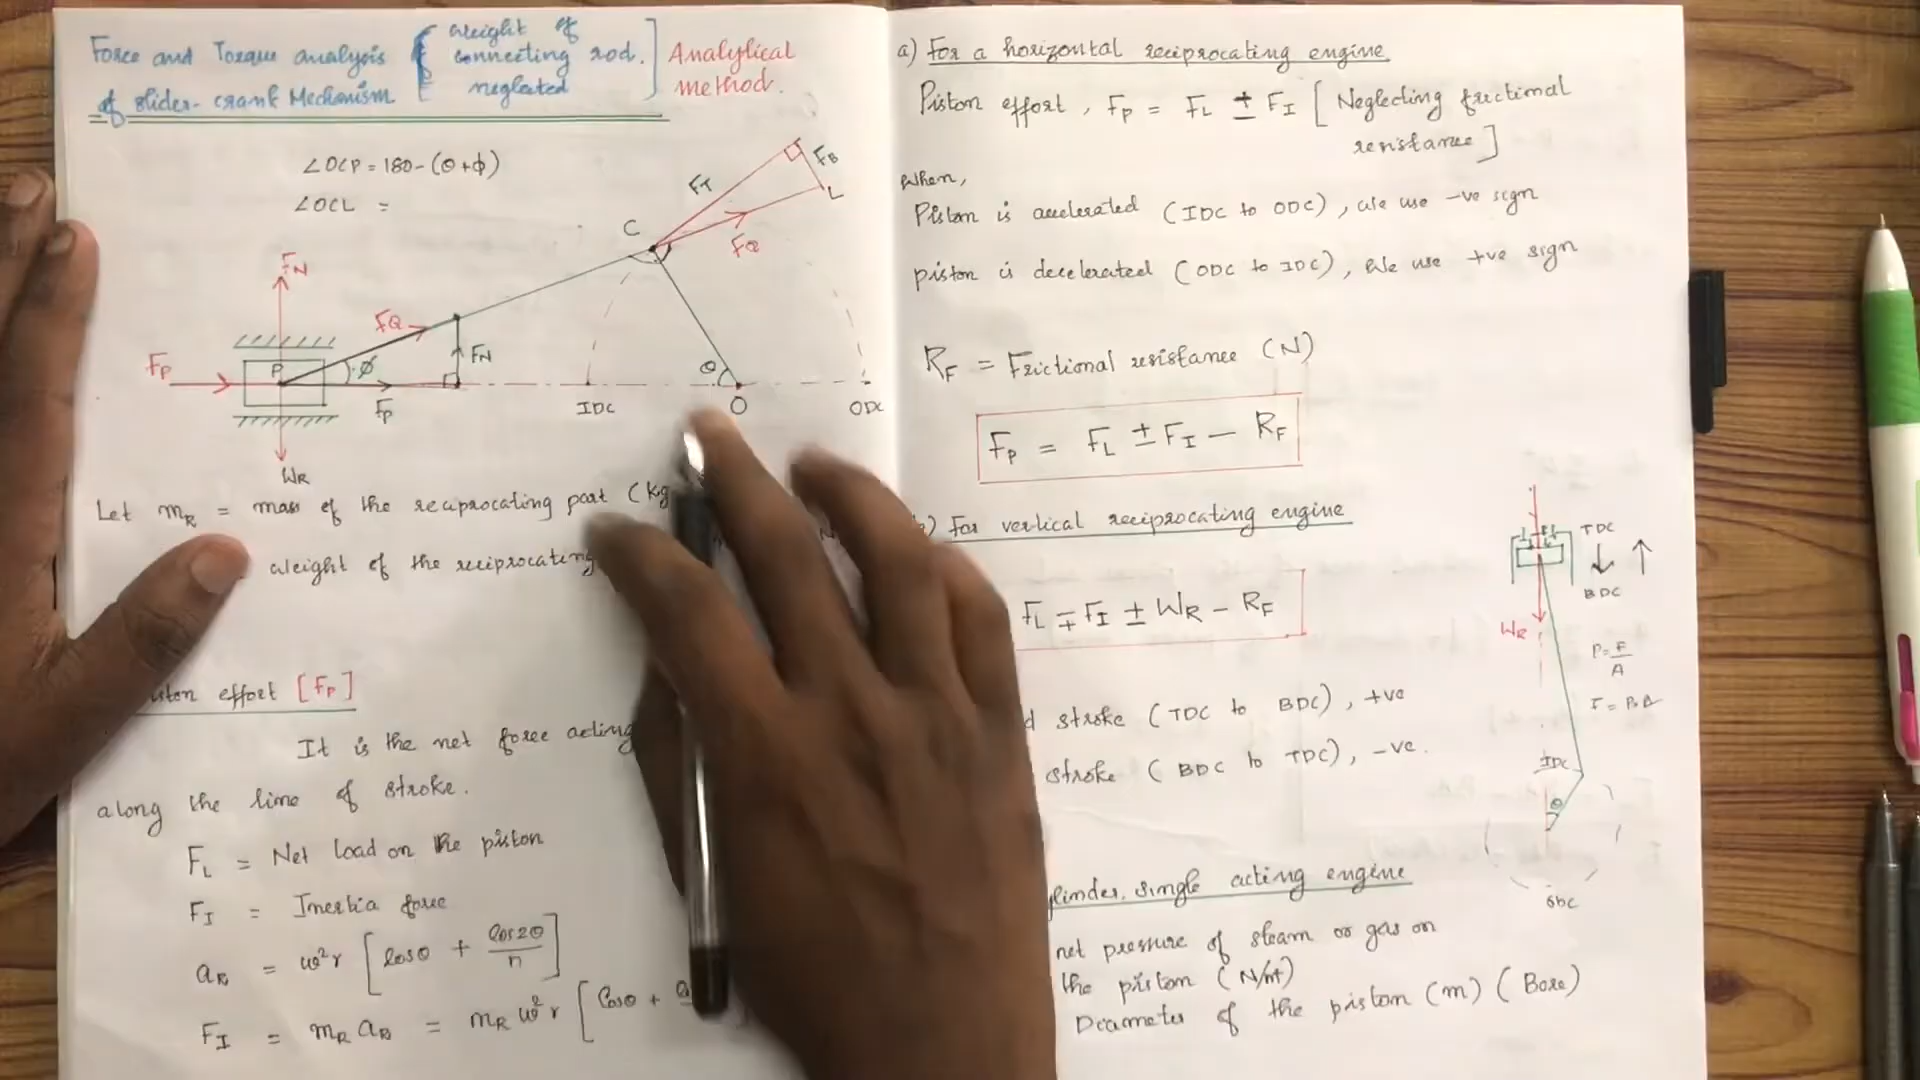 Force and Torque analysis
of slider-crank Mechanism
weight of
connecting rod.
neglected
Analytical
method.
∠OCP = 180-(θ+ϕ)
∠OCL =
FT
FB
L
C
FQ
FN
FQ
FN
FP
P
ϕ
θ
FP
IDC
O
ODC
WR
Let mR = mass of the reciprocating part (kg
weight of the reciprocating
effort [FP]
It is the net force acting
along the line of stroke.
FL = Net load on the piston
FI = Inertia force
aR = ω²r [Cosθ + Cos2θ/n]
FI = mR aR = mR ω²r [Cosθ +
a) For a horizontal reciprocating engine
Piston effort, FP = FL ± FI [Neglecting frictional
resistance]
When,
Piston is accelerated (IDC to ODC), we use -ve sign
piston is decelerated (ODC to IDC), we use +ve sign
RF = Frictional resistance (N)
FP = FL ± FI - RF
) For vertical reciprocating engine
FL ∓ FI ± WR - RF
stroke (TDC to BDC), +ve
stroke (BDC to TDC), -ve.
TDC
BDC
WR
P = F/A
IDC
θ
ODC
single acting engine
net pressure of steam or gas on
the piston
Diameter of the piston (m) (Bore)